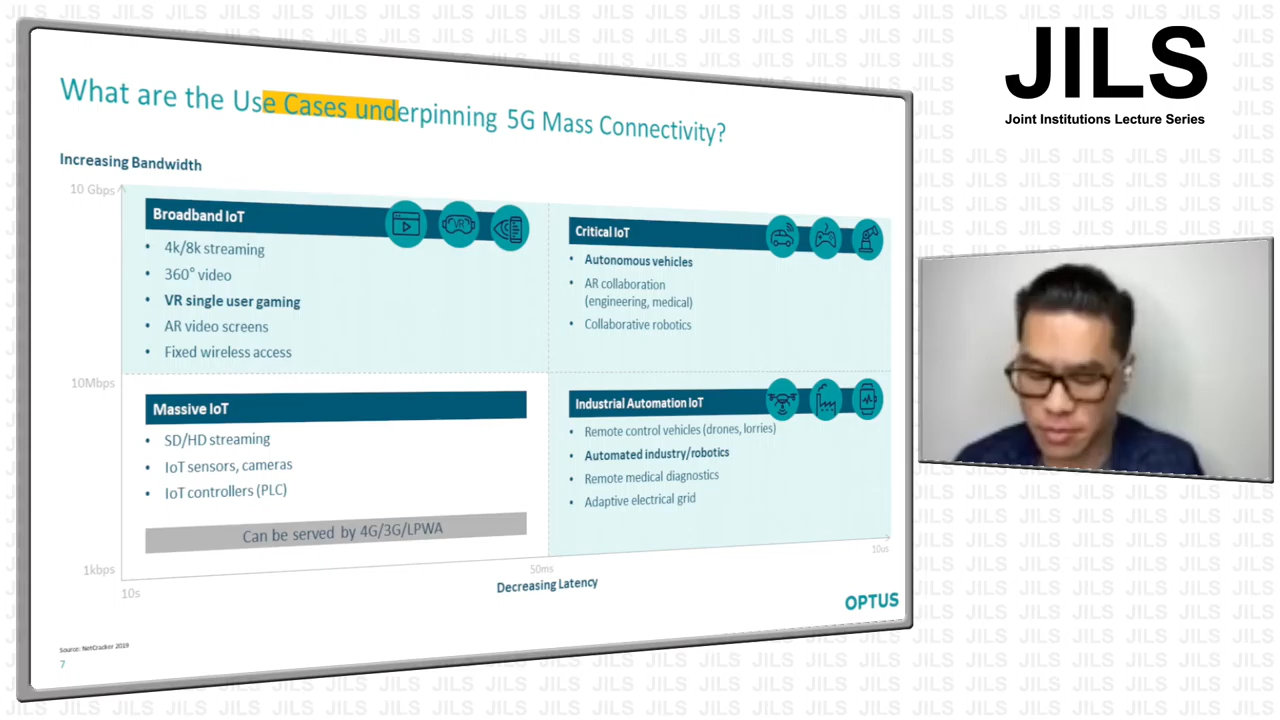 JILS
Joint Institutions Lecture Series
What are the Use Cases underpinning 5G Mass Connectivity?
Increasing Bandwidth
10 Gbps
Broadband IoT
VR
4k/8k streaming
360° video
VR single user gaming
AR video screens
Fixed wireless access
Critical IoT
Autonomous vehicles
AR collaboration
(engineering, medical)
Collaborative robotics
10Mbps
Massive IoT
SD/HD streaming
IoT sensors, cameras
IoT controllers (PLC)
Can be served by 4G/3G/LPWA
Industrial Automation IoT
Remote control vehicles (drones, lorries)
Automated industry/robotics
Remote medical diagnostics
Adaptive electrical grid
1kbps
10s
50ms
10us
Decreasing Latency
OPTUS
Source: NetCracker 2019
7